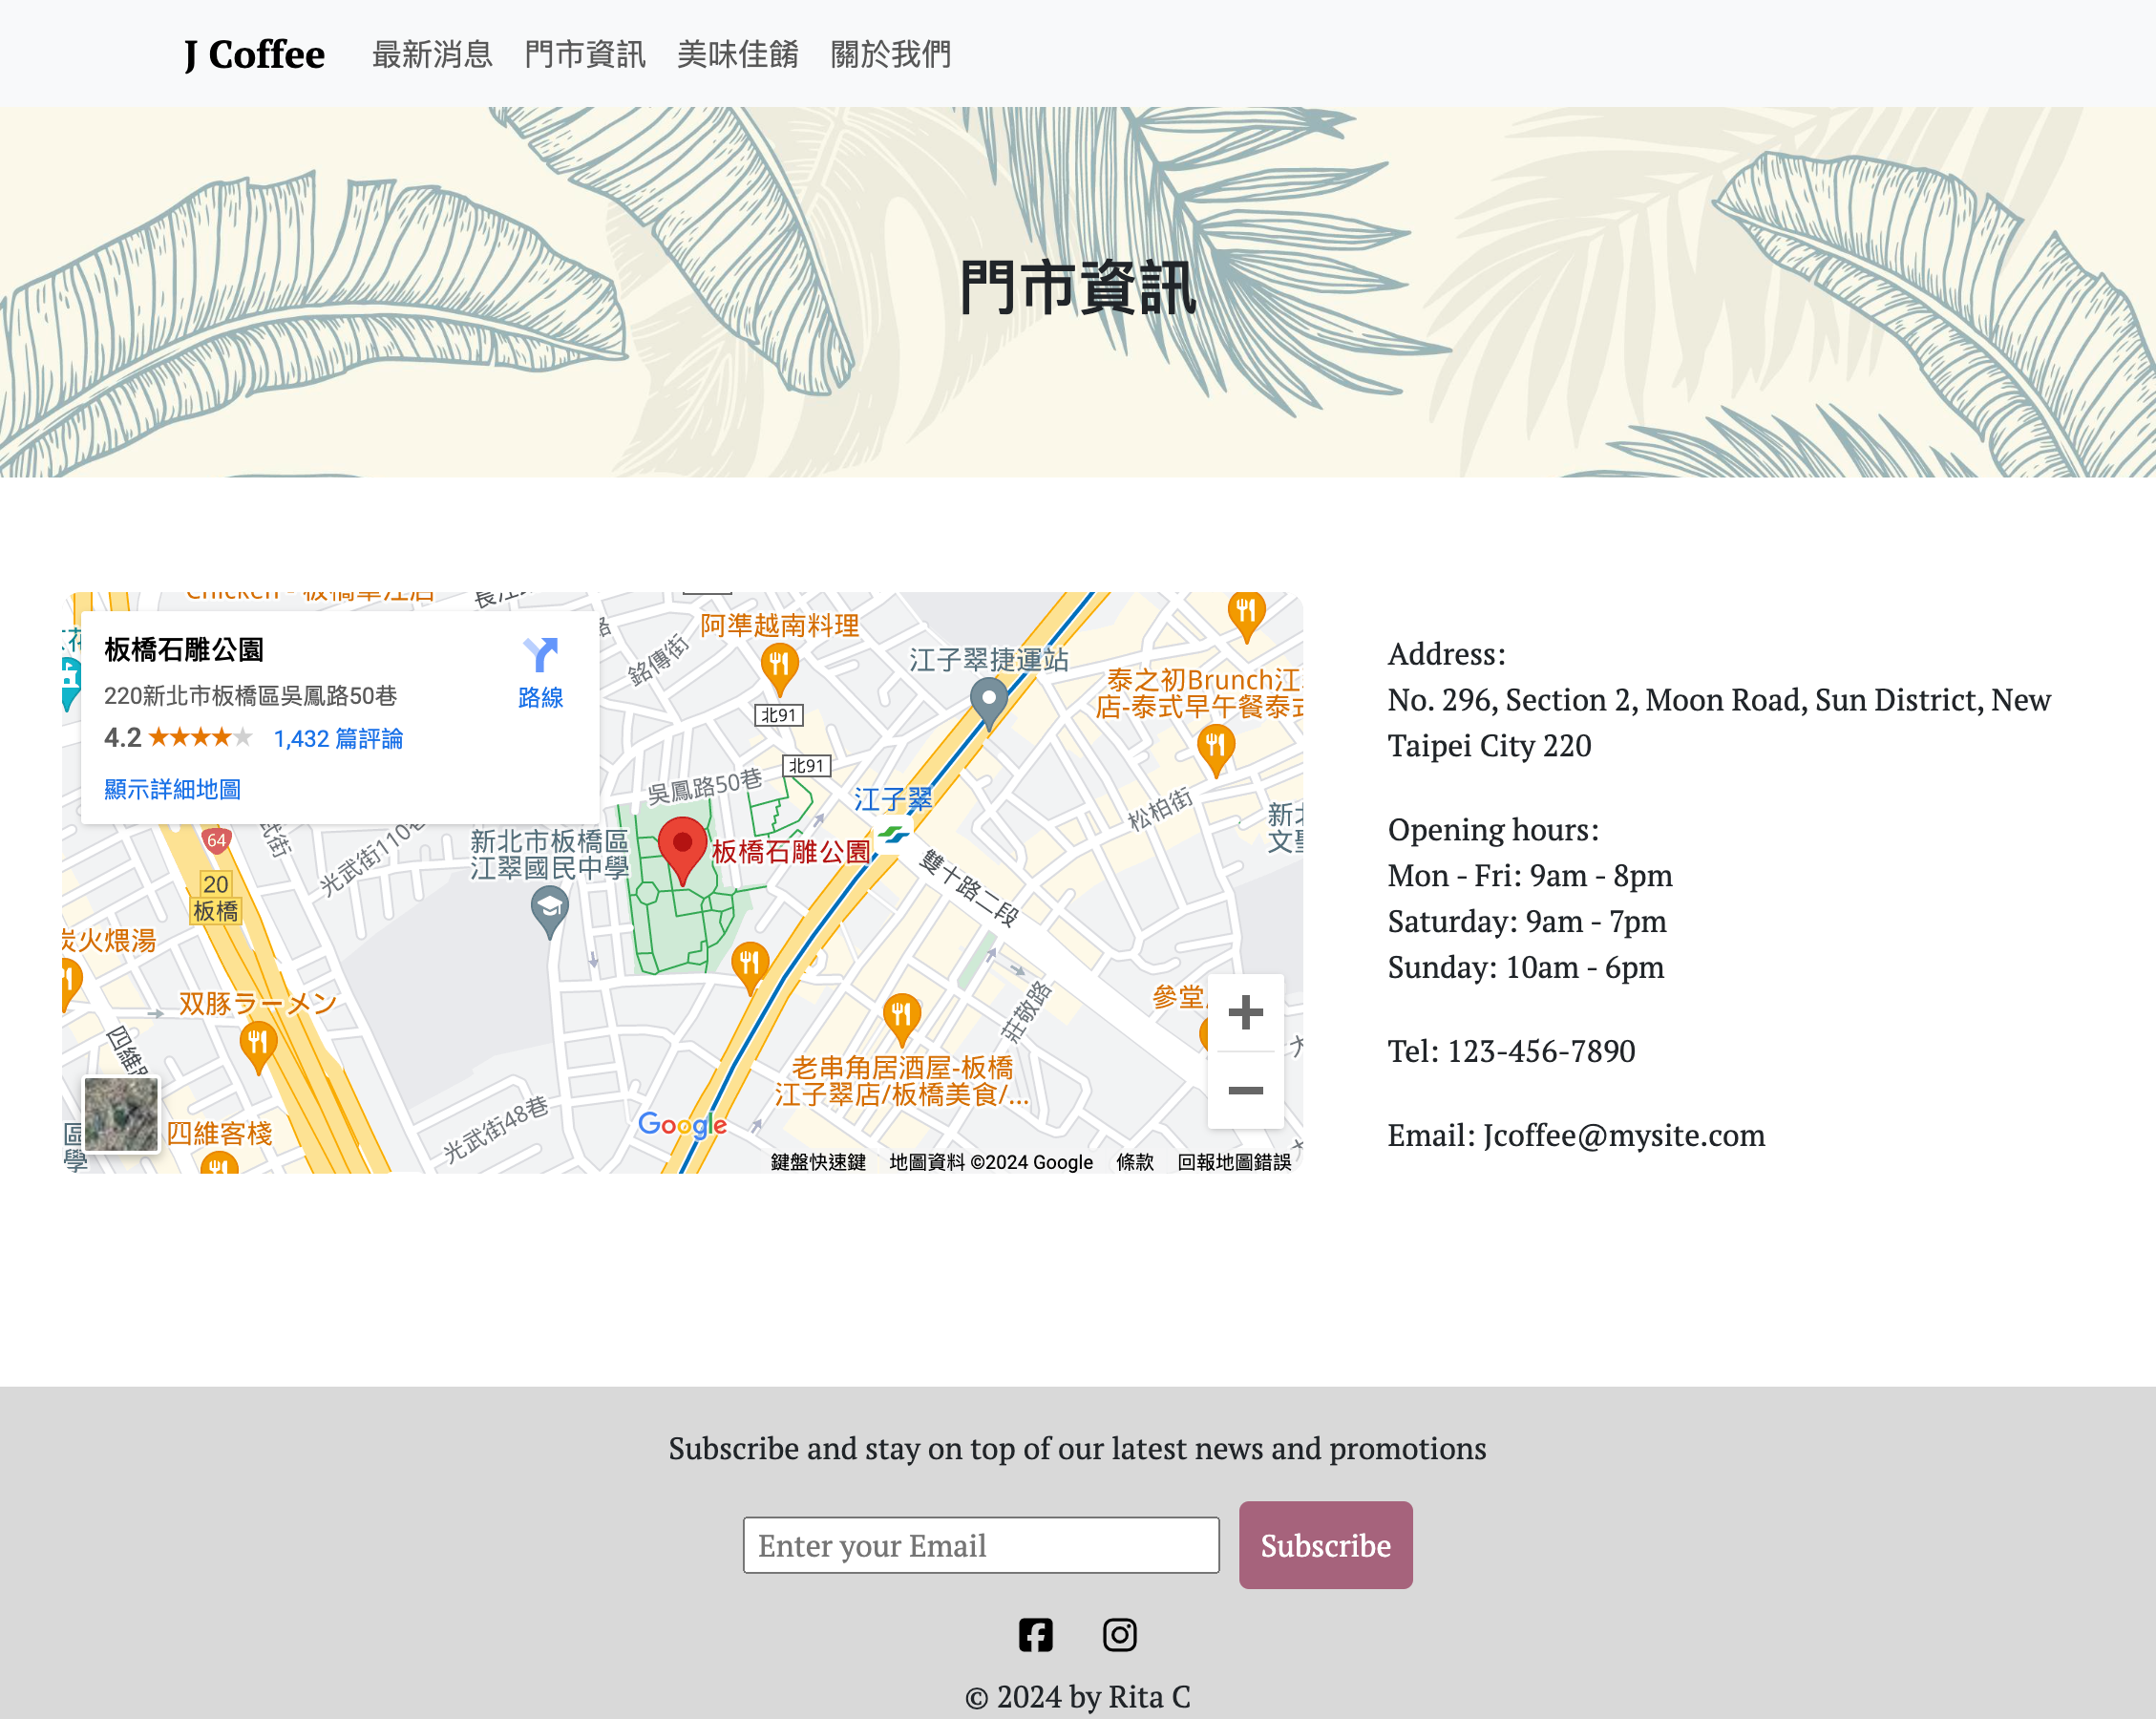 J Coffee
最新消息
門市資訊
美味佳餚
關於我們
門市資訊
板橋石雕公園
220新北市板橋區吳鳳路50巷
4.2
1,432 篇評論
顯示詳細地圖
路線
阿準越南料理
銘傳街
江子翠捷運站
泰之初Brunch江
店-泰式早午餐泰式
北91
北91
吳鳳路50巷
江子翠
松柏街
新北市板橋區
江翠國民中學
板橋石雕公園
雙十路二段
光武街110巷
64
20
板橋
炭火煨湯
双豚ラーメン
莊敬路
參堂
老串角居酒屋-板橋
江子翠店/板橋美食/...
四維客棧
光武街48巷
Google
鍵盤快速鍵
地圖資料 ©2024 Google
條款
回報地圖錯誤
Address:
No. 296, Section 2, Moon Road, Sun District, New
Taipei City 220
Opening hours:
Mon - Fri: 9am - 8pm
Saturday: 9am - 7pm
Sunday: 10am - 6pm
Tel: 123-456-7890
Email: Jcoffee@mysite.com
Subscribe and stay on top of our latest news and promotions
Enter your Email
Subscribe
© 2024 by Rita C